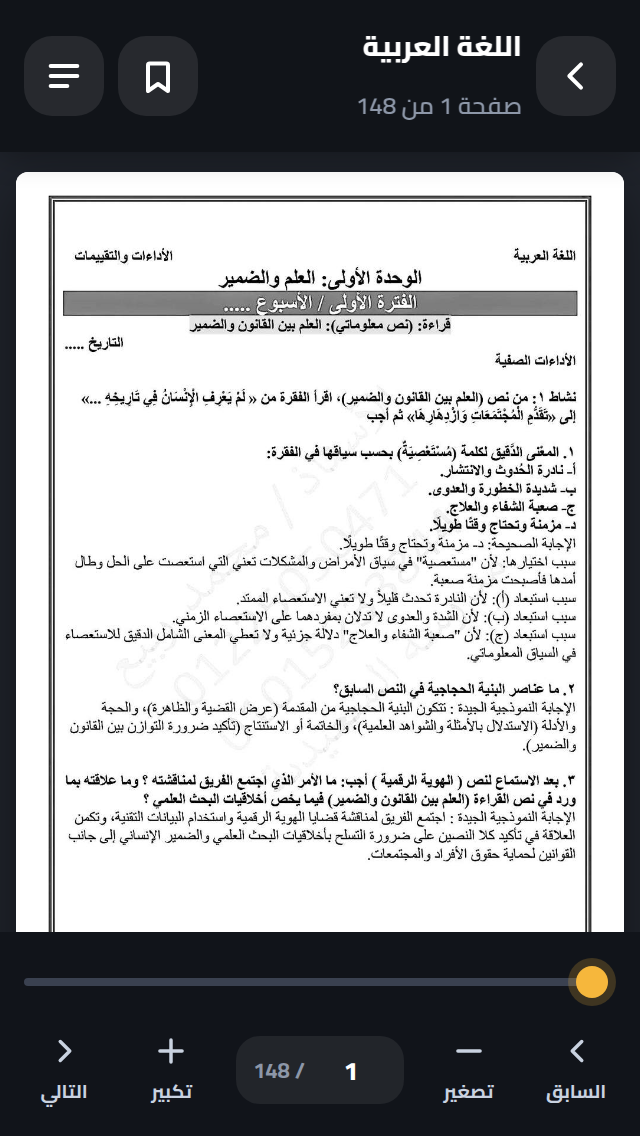 اللغة العربية
صفحة 1 من 148
اللغة العربية
الأداءات والتقييمات
الوحدة الأولى: العلم والضمير
الفترة الأولى / الأسبوع .....
قراءة: (نص معلوماتي): العلم بين القانون والضمير
التاريخ .....
الأداءات الصفية
نشاط ١: من نص (العلم بين القانون والضمير)، اقرأ الفقرة من « لَمْ يَعْرِفِ الْإِنْسَانُ فِي تَارِيخِهِ ...»
إلى «تَقَدُّمِ الْمُجْتَمَعَاتِ وَازْدِهَارِهَا» ثم أجب
١. المعْنى الدَّقيق لكلمة (مُسْتَعْصِيَةٌ) بحسب سياقها في الفقرة:
أ- نادرة الحُدوث والانتشار.
ب- شديدة الخطورة والعدوى.
ج- صعبة الشفاء والعلاج.
د- مزمنة وتحتاج وقتًا طويلًا.
الإجابة الصحيحة: د- مزمنة وتحتاج وقتًا طويلًا.
سبب اختيارها: لأن "مستعصية" في سياق الأمراض والمشكلات تعني التي استعصت على الحل وطال
أمدها فأصبحت مزمنة صعبة.
سبب استبعاد (أ): لأن النادرة تحدث قليلاً ولا تعني الاستعصاء الممتد.
سبب استبعاد (ب): لأن الشدة والعدوى لا تدلان بمفردهما على الاستعصاء الزمني.
سبب استبعاد (ج): لأن "صعبة الشفاء والعلاج" دلالة جزئية ولا تعطي المعنى الشامل الدقيق للاستعصاء
في السياق المعلوماتي.
٢. ما عناصر البنية الحجاجية في النص السابق؟
الإجابة النموذجية الجيدة : تتكون البنية الحجاجية من المقدمة (عرض القضية والظاهرة)، والحجة
والأدلة (الاستدلال بالأمثلة والشواهد العلمية)، والخاتمة أو الاستنتاج (تأكيد ضرورة التوازن بين القانون
والضمير).
٣. بعد الاستماع لنص ( الهوية الرقمية ) أجب: ما الأمر الذي اجتمع الفريق لمناقشته ؟ وما علاقته بما
ورد في نص القراءة (العلم بين القانون والضمير) فيما يخص أخلاقيات البحث العلمي ؟
الإجابة النموذجية الجيدة : اجتمع الفريق لمناقشة قضايا الهوية الرقمية واستخدام البيانات التقنية، وتكمن
العلاقة في تأكيد كلا النصين على ضرورة التسلح بأخلاقيات البحث العلمي والضمير الإنساني إلى جانب
القوانين لحماية حقوق الأفراد والمجتمعات.
السابق
تصغير
1
/ 148
تكبير
التالي